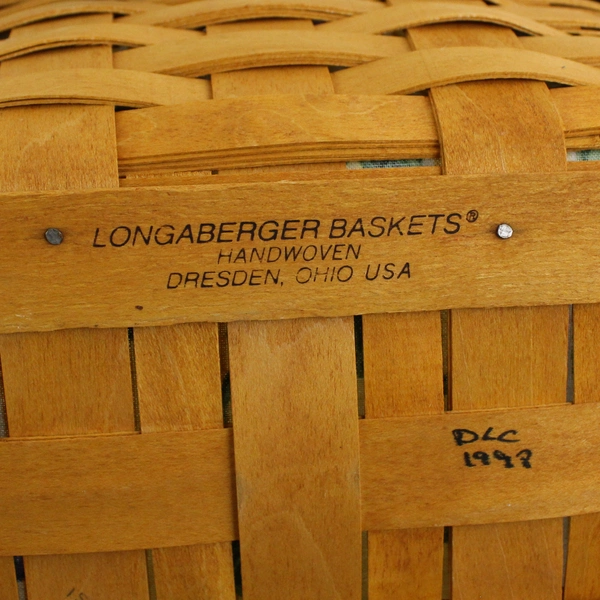 LONGABERGER BASKETS®
HANDWOVEN
DRESDEN, OHIO USA
DLC
1997